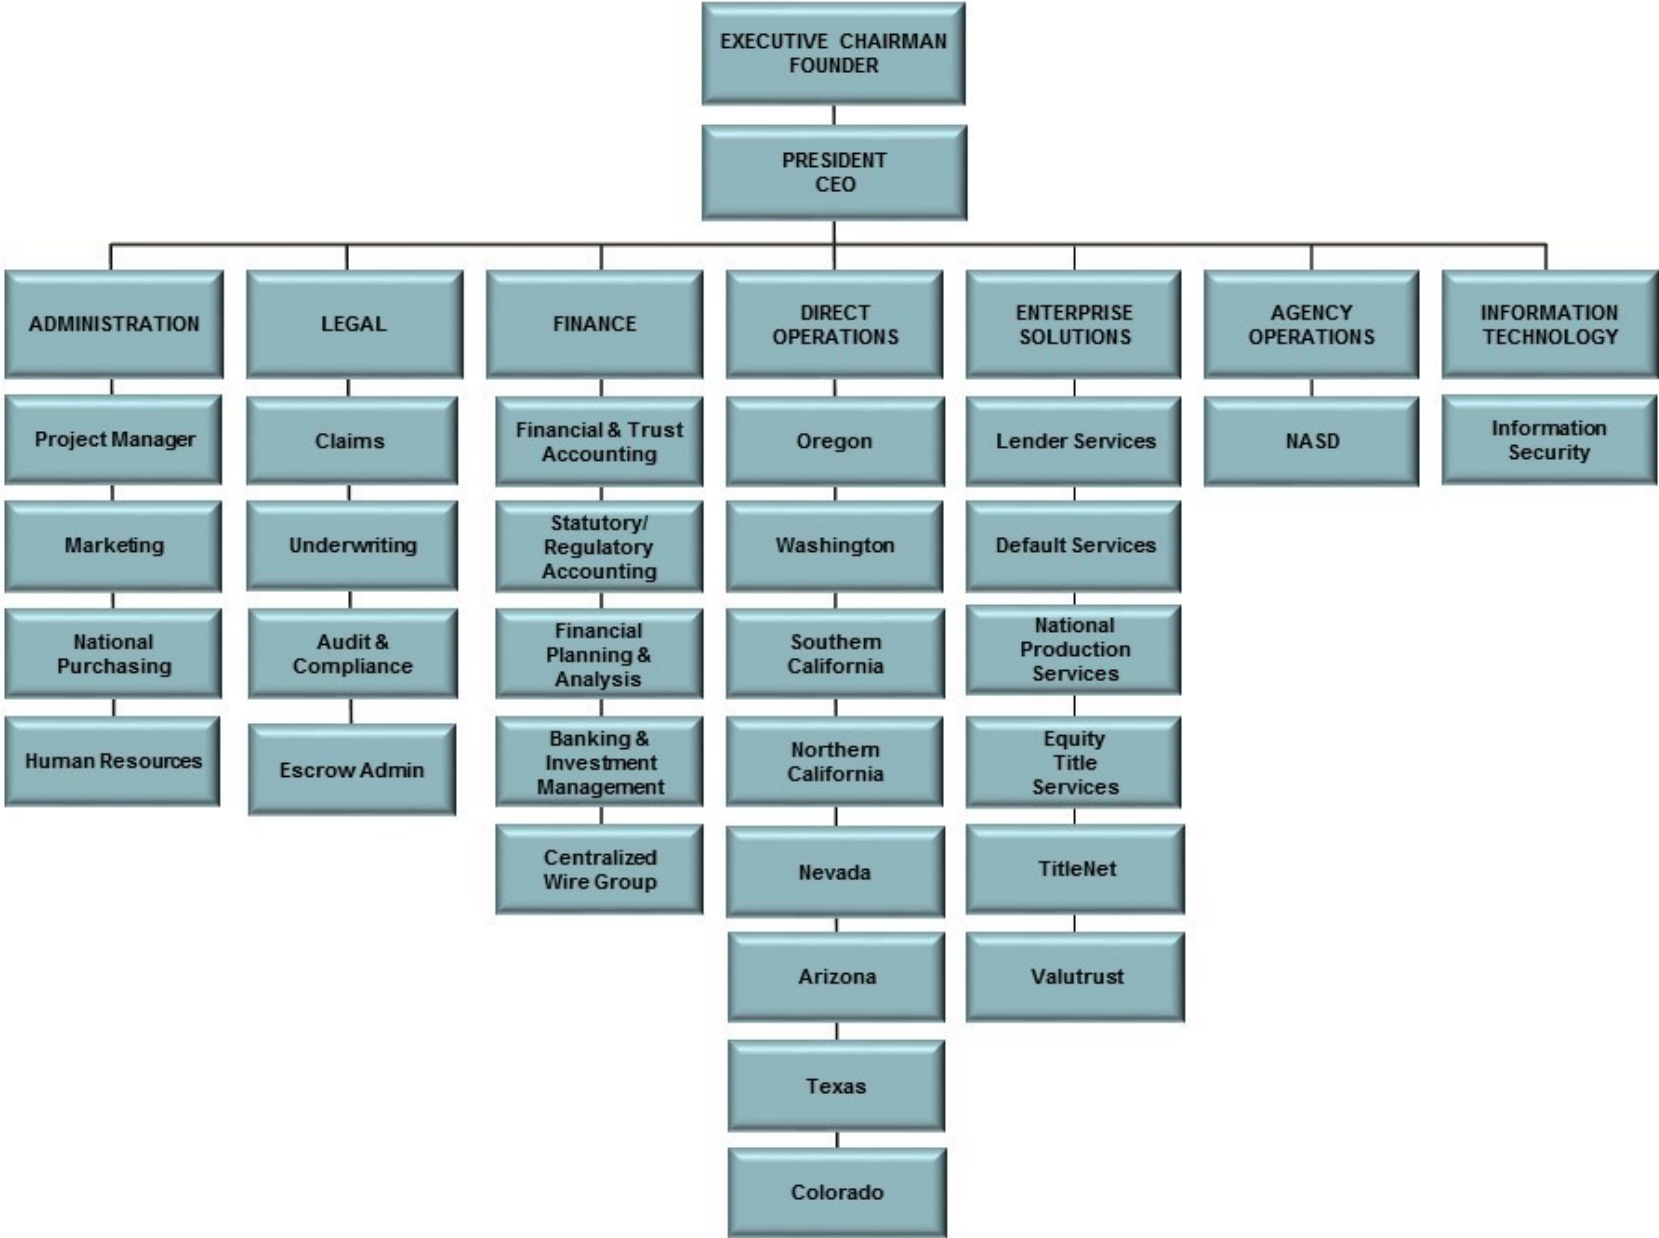 EXECUTIVE CHAIRMAN
FOUNDER
PRESIDENT
CEO
ADMINISTRATION
LEGAL
FINANCE
DIRECT
OPERATIONS
ENTERPRISE
SOLUTIONS
AGENCY
OPERATIONS
INFORMATION
TECHNOLOGY
Project Manager
Marketing
National
Purchasing
Human Resources
Claims
Underwriting
Audit &
Compliance
Escrow Admin
Financial & Trust
Accounting
Statutory/
Regulatory
Accounting
Financial
Planning &
Analysis
Banking &
Investment
Management
Centralized
Wire Group
Oregon
Washington
Southern
California
Northern
California
Nevada
Arizona
Texas
Colorado
Lender Services
Default Services
National
Production
Services
Equity
Title
Services
TitleNet
Valutrust
NASD
Information
Security